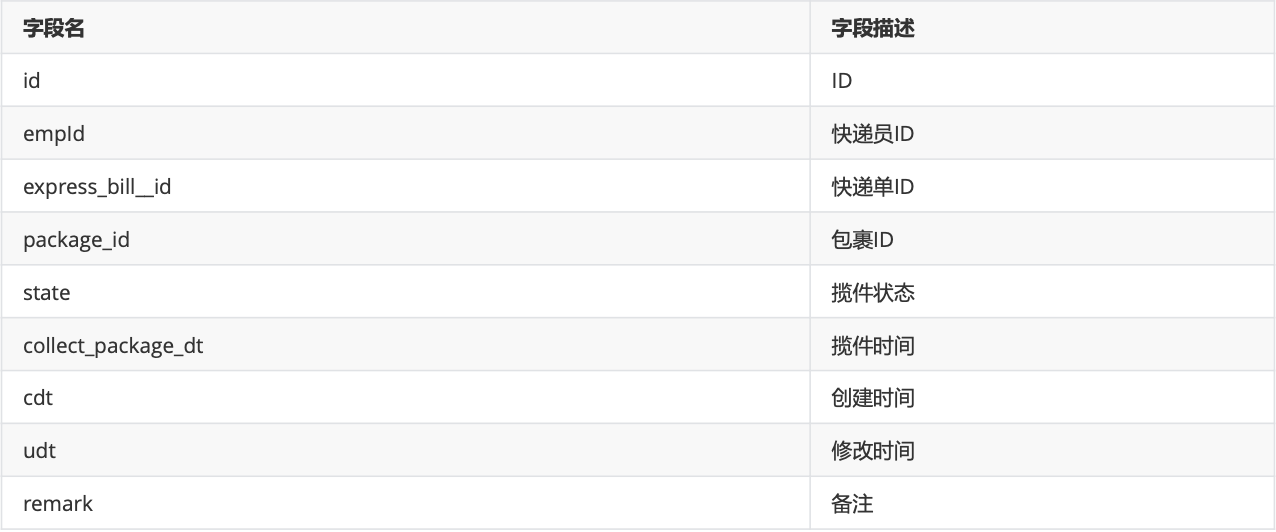 字段名 字段描述
id ID
empId 快递员ID
express_bill__id 快递单ID
package_id 包裹ID
state 揽件状态
collect_package_dt 揽件时间
cdt 创建时间
udt 修改时间
remark 备注